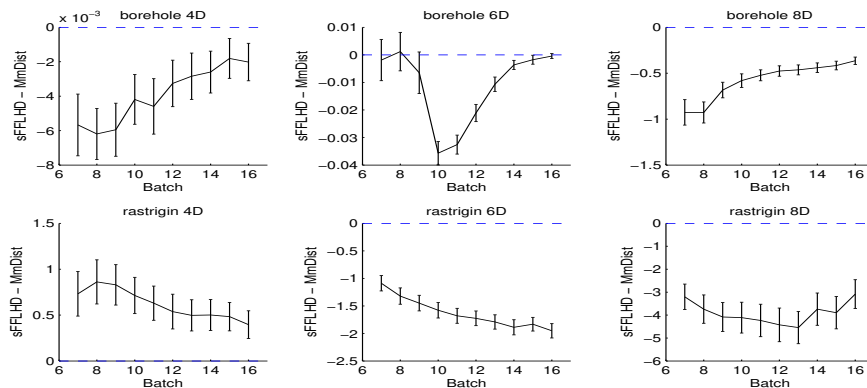 borehole 4D
× 10⁻³
sFFLHD − MmDist
0
−2
−4
−6
−8
6 8 10 12 14 16
Batch
borehole 6D
sFFLHD − MmDist
0.01
0
−0.01
−0.02
−0.03
−0.04
6 8 10 12 14 16
Batch
borehole 8D
sFFLHD − MmDist
0
−0.5
−1
−1.5
6 8 10 12 14 16
Batch
rastrigin 4D
sFFLHD − MmDist
1.5
1
0.5
0
6 8 10 12 14 16
Batch
rastrigin 6D
sFFLHD − MmDist
0
−0.5
−1
−1.5
−2
−2.5
6 8 10 12 14 16
Batch
rastrigin 8D
sFFLHD − MmDist
0
−1
−2
−3
−4
−5
−6
6 8 10 12 14 16
Batch